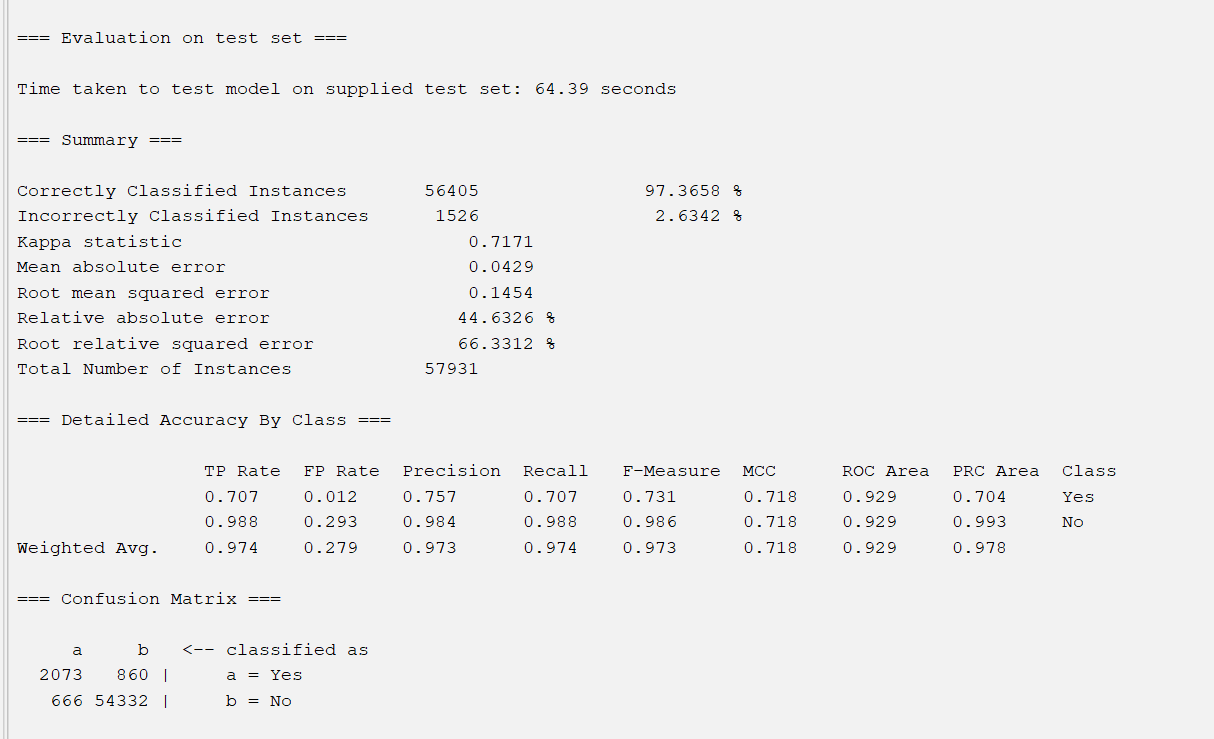 === Evaluation on test set ===
Time taken to test model on supplied test set: 64.39 seconds
=== Summary ===
Correctly Classified Instances 56405 97.3658 %
Incorrectly Classified Instances 1526 2.6342 %
Kappa statistic 0.7171
Mean absolute error 0.0429
Root mean squared error 0.1454
Relative absolute error 44.6326 %
Root relative squared error 66.3312 %
Total Number of Instances 57931
=== Detailed Accuracy By Class ===
TP Rate FP Rate Precision Recall F-Measure MCC ROC Area PRC Area Class
0.707 0.012 0.757 0.707 0.731 0.718 0.929 0.704 Yes
0.988 0.293 0.984 0.988 0.986 0.718 0.929 0.993 No
Weighted Avg. 0.974 0.279 0.973 0.974 0.973 0.718 0.929 0.978
=== Confusion Matrix ===
a b <-- classified as
2073 860 | a = Yes
666 54332 | b = No